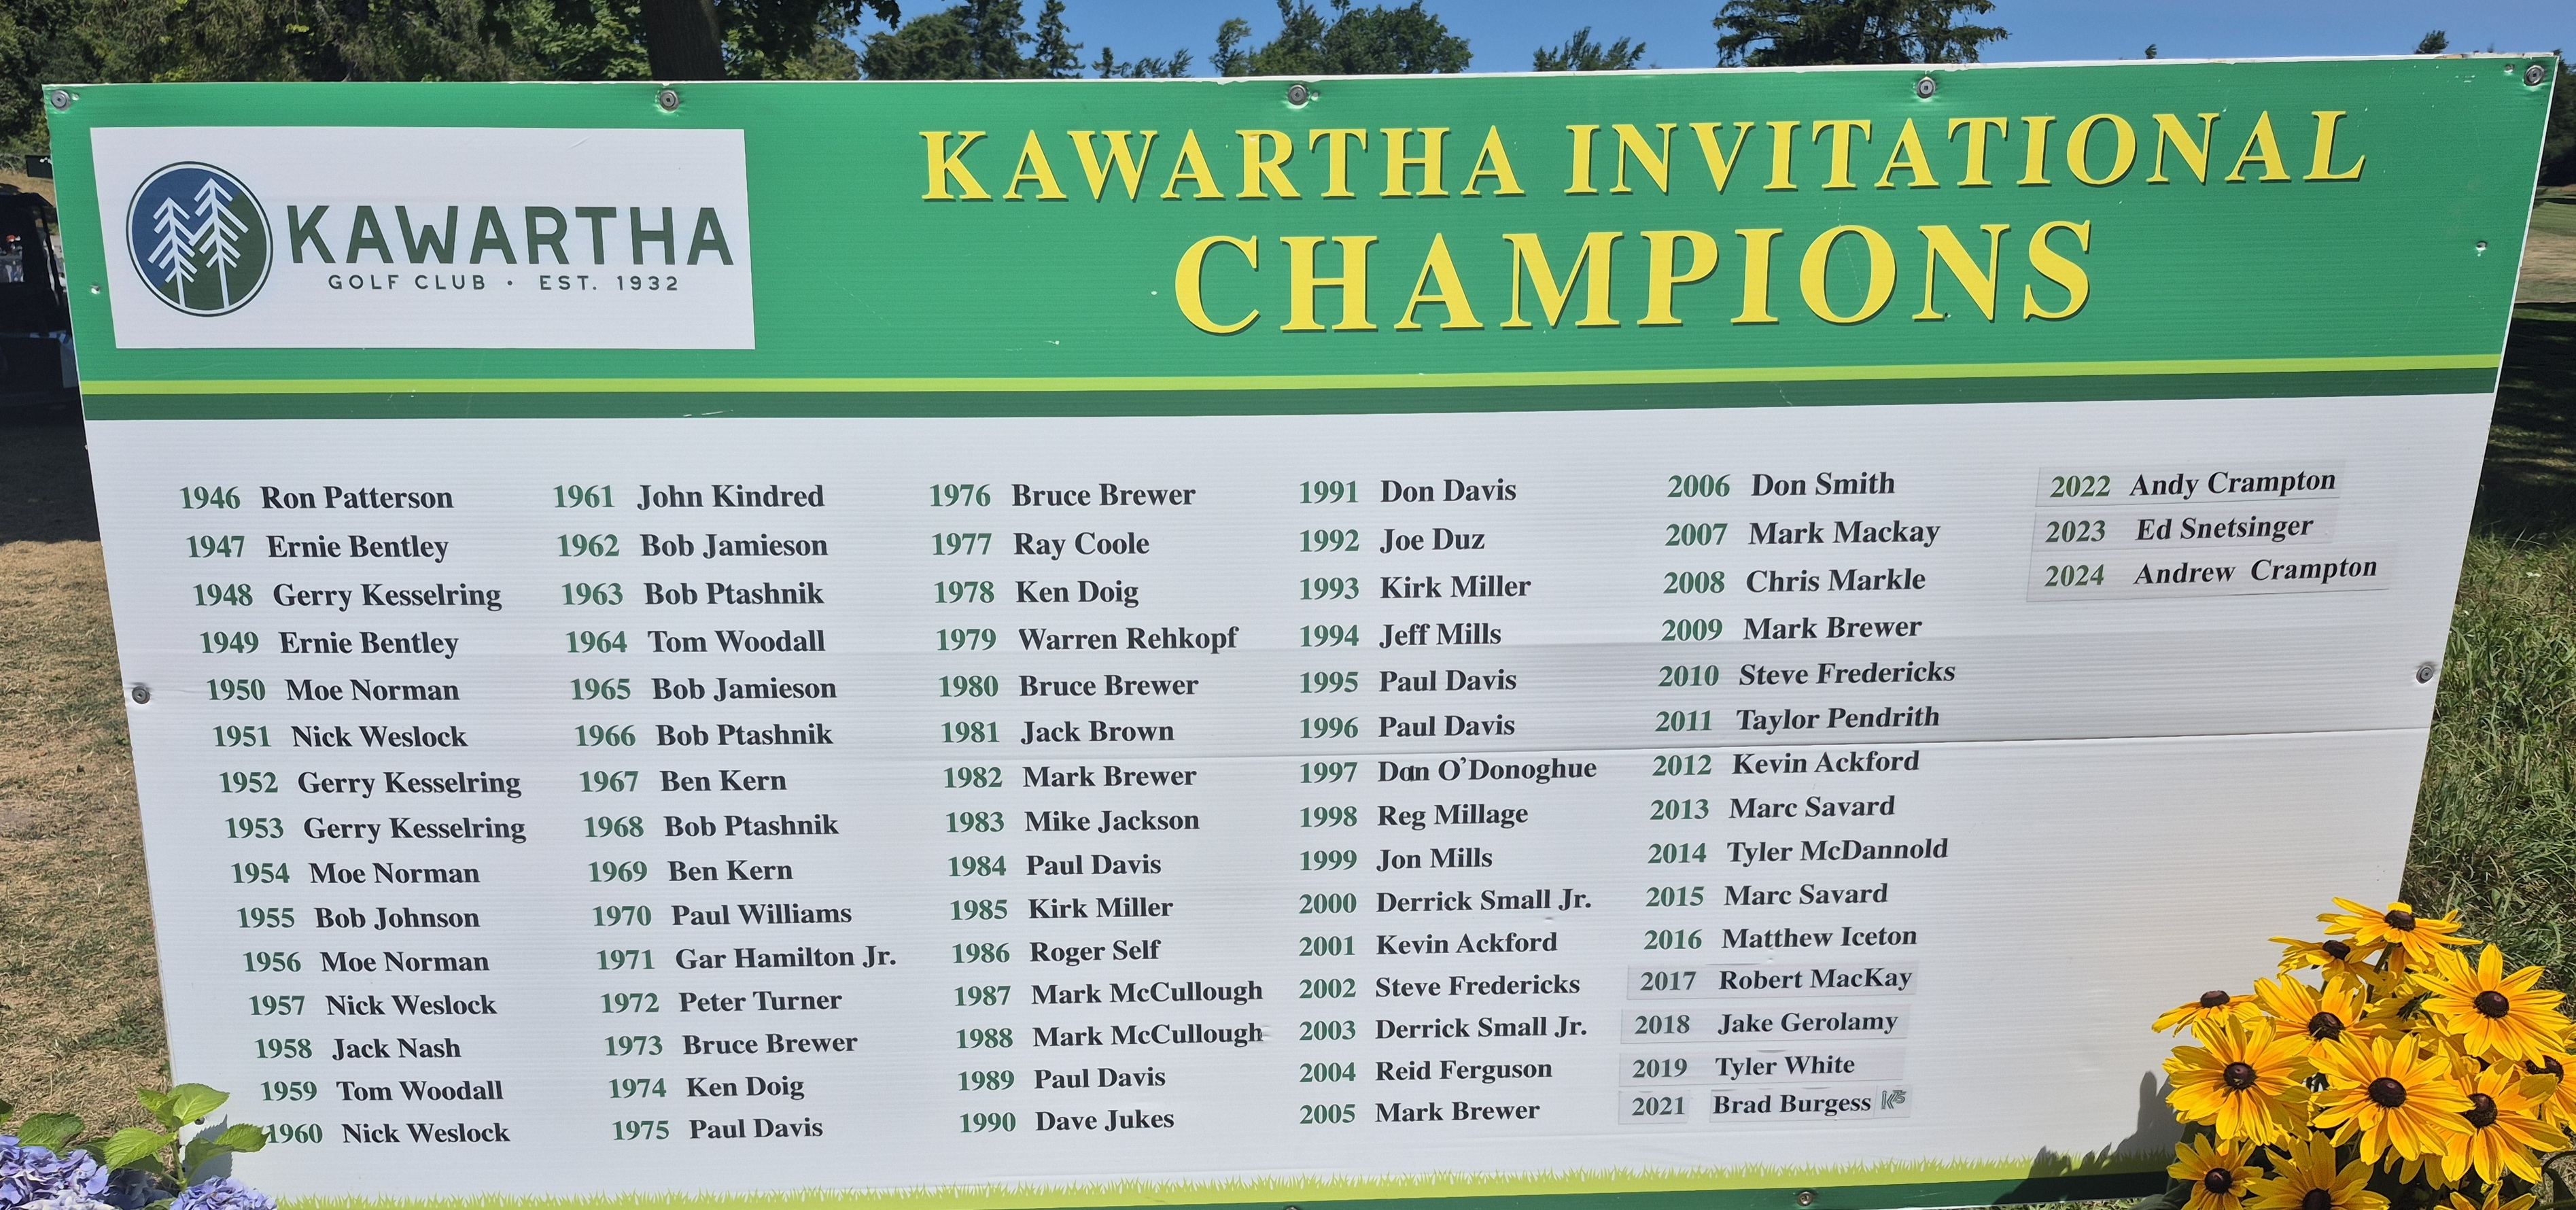 KAWARTHA
GOLF CLUB · EST. 1932
KAWARTHA INVITATIONAL
CHAMPIONS
1946 Ron Patterson
1947 Ernie Bentley
1948 Gerry Kesselring
1949 Ernie Bentley
1950 Moe Norman
1951 Nick Weslock
1952 Gerry Kesselring
1953 Gerry Kesselring
1954 Moe Norman
1955 Bob Johnson
1956 Moe Norman
1957 Nick Weslock
1958 Jack Nash
1959 Tom Woodall
1960 Nick Weslock
1961 John Kindred
1962 Bob Jamieson
1963 Bob Ptashnik
1964 Tom Woodall
1965 Bob Jamieson
1966 Bob Ptashnik
1967 Ben Kern
1968 Bob Ptashnik
1969 Ben Kern
1970 Paul Williams
1971 Gar Hamilton Jr.
1972 Peter Turner
1973 Bruce Brewer
1974 Ken Doig
1975 Paul Davis
1976 Bruce Brewer
1977 Ray Coole
1978 Ken Doig
1979 Warren Rehkopf
1980 Bruce Brewer
1981 Jack Brown
1982 Mark Brewer
1983 Mike Jackson
1984 Paul Davis
1985 Kirk Miller
1986 Roger Self
1987 Mark McCullough
1988 Mark McCullough
1989 Paul Davis
1990 Dave Jukes
1991 Don Davis
1992 Joe Duz
1993 Kirk Miller
1994 Jeff Mills
1995 Paul Davis
1996 Paul Davis
1997 Dan O'Donoghue
1998 Reg Millage
1999 Jon Mills
2000 Derrick Small Jr.
2001 Kevin Ackford
2002 Steve Fredericks
2003 Derrick Small Jr.
2004 Reid Ferguson
2005 Mark Brewer
2006 Don Smith
2007 Mark Mackay
2008 Chris Markle
2009 Mark Brewer
2010 Steve Fredericks
2011 Taylor Pendrith
2012 Kevin Ackford
2013 Marc Savard
2014 Tyler McDannold
2015 Marc Savard
2016 Matthew Iceton
2017 Robert MacKay
2018 Jake Gerolamy
2019 Tyler White
2021 Brad Burgess K75
2022 Andy Crampton
2023 Ed Snetsinger
2024 Andrew Crampton